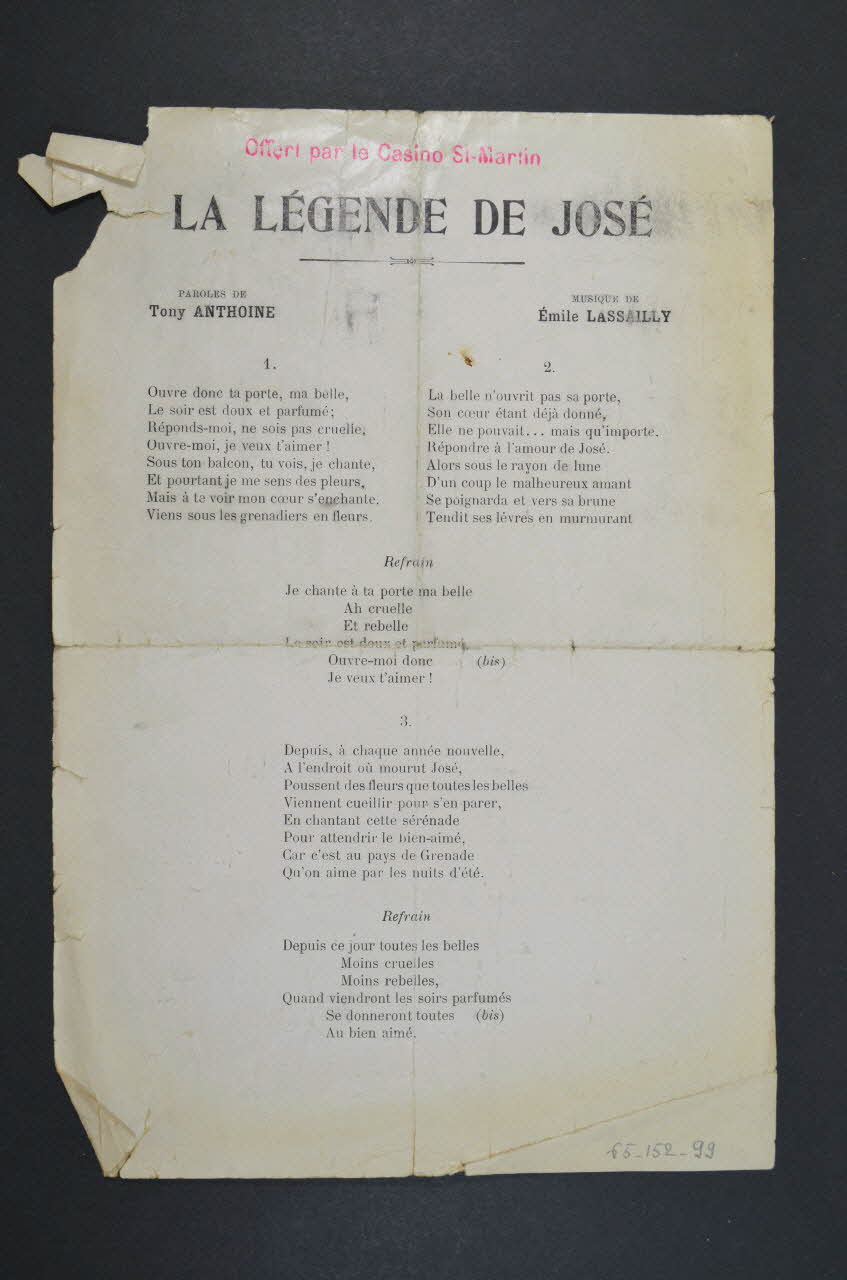 Offert par le Casino St-Martin
LA LÉGENDE DE JOSÉ
PAROLES DE
Tony ANTHOINE
MUSIQUE DE
Émile LASSAILLY
1.
Ouvre donc ta porte, ma belle,
Le soir est doux et parfumé;
Réponds-moi, ne sois pas cruelle,
Ouvre-moi, je veux t'aimer !
Sous ton balcon, tu vois, je chante,
Et pourtant je me sens des pleurs,
Mais à te voir mon cœur s'enchante.
Viens sous les grenadiers en fleurs.
2.
La belle n'ouvrit pas sa porte,
Son cœur étant déjà donné,
Elle ne pouvait... mais qu'importe.
Répondre à l'amour de José.
Alors sous le rayon de lune
D'un coup le malheureux amant
Se poignarda et vers sa brune
Tendit ses lèvres en murmurant
Refrain
Je chante à ta porte ma belle
Ah cruelle
Et rebelle
Le soir est doux et parfumé,
Ouvre-moi donc (bis)
Je veux t'aimer !
3.
Depuis, à chaque année nouvelle,
A l'endroit où mourut José,
Poussent des fleurs que toutes les belles
Viennent cueillir pour s'en parer,
En chantant cette sérénade
Pour attendrir le bien-aimé,
Car c'est au pays de Grenade
Qu'on aime par les nuits d'été.
Refrain
Depuis ce jour toutes les belles
Moins cruelles
Moins rebelles,
Quand viendront les soirs parfumés
Se donneront toutes (bis)
Au bien aimé.
65-152-99